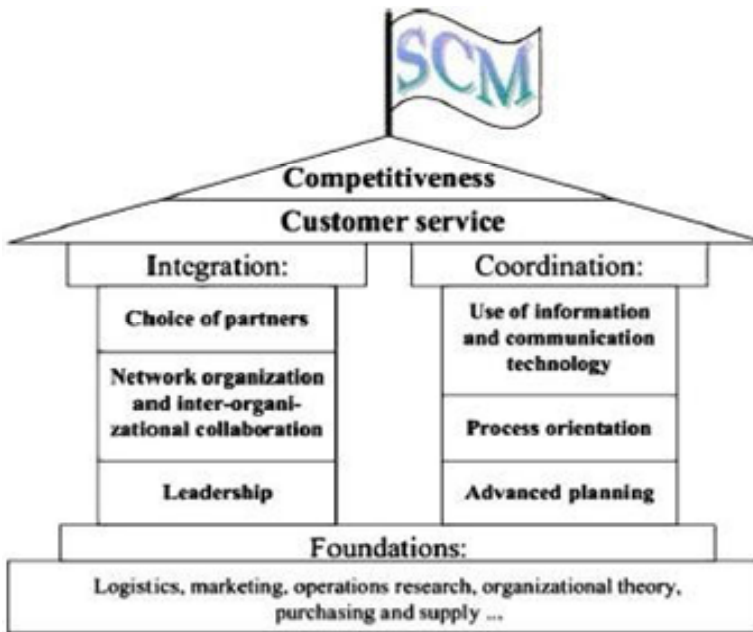 SCM
Competitiveness
Customer service
Integration:
Choice of partners
Network organization
and inter-organi-
zational collaboration
Leadership
Coordination:
Use of information
and communication
technology
Process orientation
Advanced planning
Foundations:
Logistics, marketing, operations research, organizational theory,
purchasing and supply ...